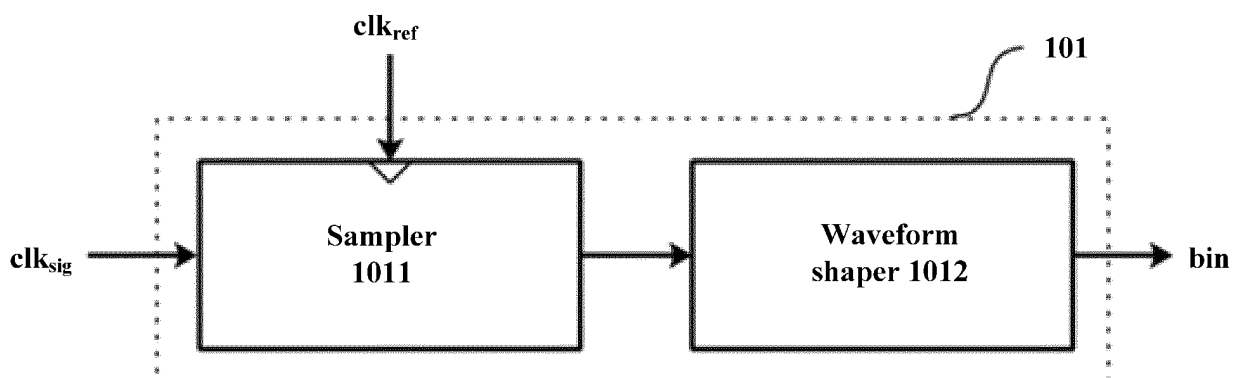 clkref
101
Sampler
1011
Waveform
shaper 1012
clksig
bin